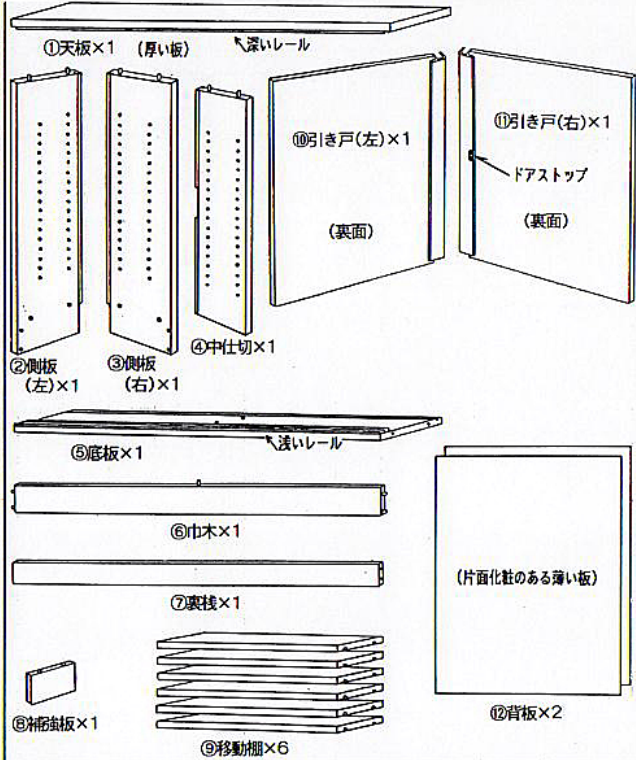 ①天板×1 (厚い板)
深いレール
⑩引き戸(左)×1
(裏面)
⑪引き戸(右)×1
ドアストップ
(裏面)
②側板
(左)×1
③側板
(右)×1
④中仕切×1
⑤底板×1
浅いレール
⑥巾木×1
⑦裏桟×1
(片面化粧のある薄い板)
⑧補強板×1
⑨移動棚×6
⑫背板×2